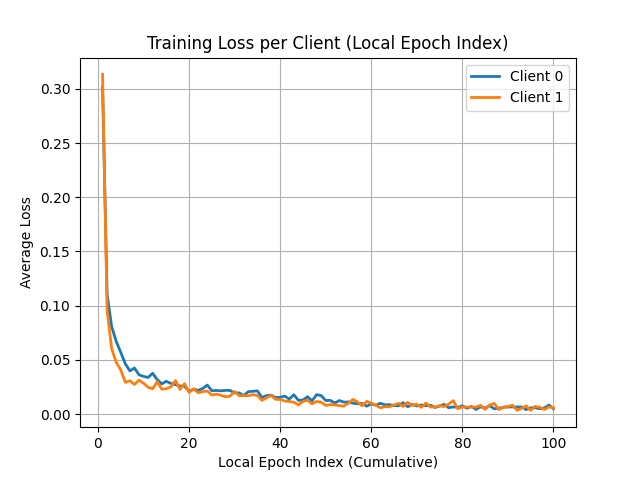 Training Loss per Client (Local Epoch Index)
Client 0
Client 1
Average Loss
0.30
0.25
0.20
0.15
0.10
0.05
0.00
0 20 40 60 80 100
Local Epoch Index (Cumulative)